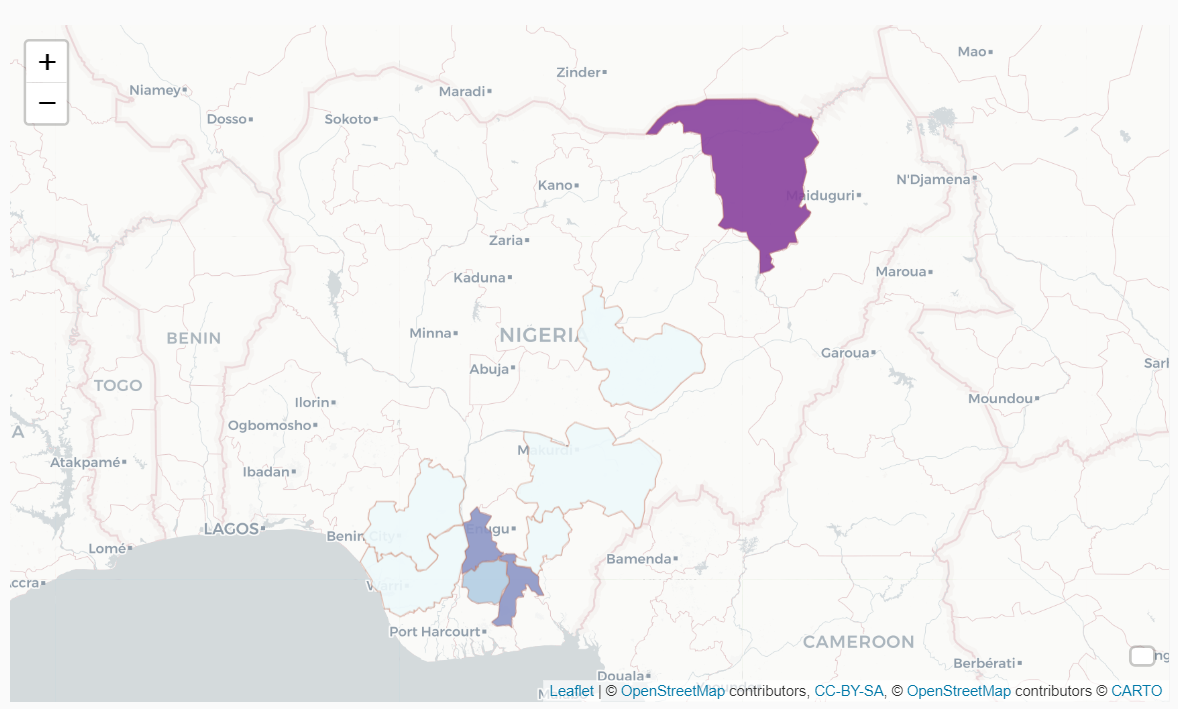 +
−
Mao
Zinder
Niamey
Maradi
Dosso
Sokoto
Kano
N'Djamena
Maiduguri
Zaria
Kaduna
Maroua
Minna
NIGERIA
BENIN
Garoua
Abuja
TOGO
Sarh
Ilorin
Moundou
Ogbomosho
A
Makurdi
Atakpamé
Ibadan
LAGOS
Enugu
Benin City
Lomé
Bamenda
ccra
Warri
Port Harcourt
CAMEROON
Berbérati
Douala
Leaflet | © OpenStreetMap contributors, CC-BY-SA, © OpenStreetMap contributors © CARTO